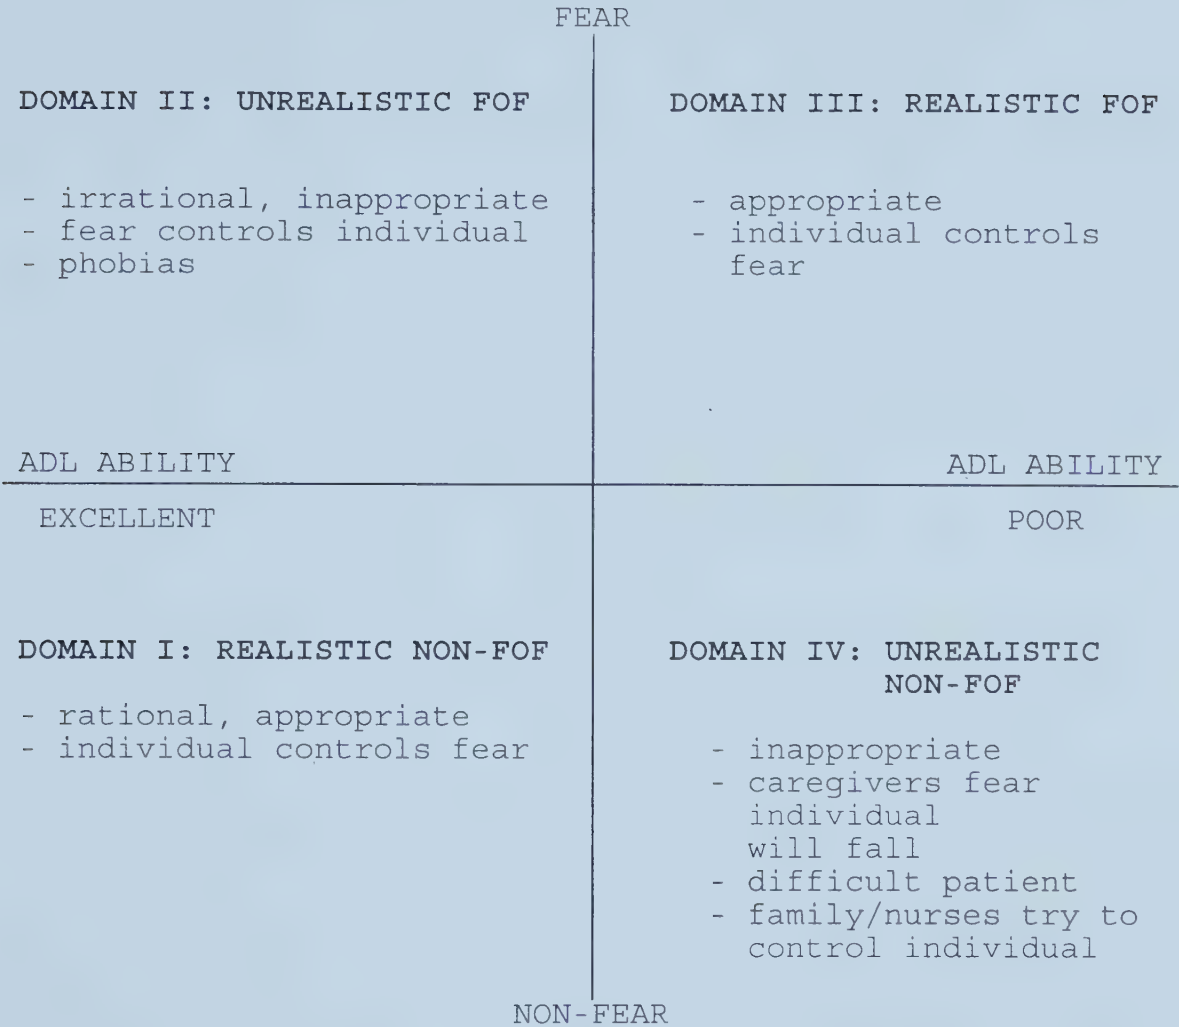 FEAR
DOMAIN II: UNREALISTIC FOF
- irrational, inappropriate
- fear controls individual
- phobias
DOMAIN III: REALISTIC FOF
- appropriate
- individual controls
fear
ADL ABILITY
ADL ABILITY
EXCELLENT
POOR
DOMAIN I: REALISTIC NON-FOF
- rational, appropriate
- individual controls fear
DOMAIN IV: UNREALISTIC
NON-FOF
- inappropriate
- caregivers fear
individual
will fall
- difficult patient
- family/nurses try to
control individual
NON-FEAR